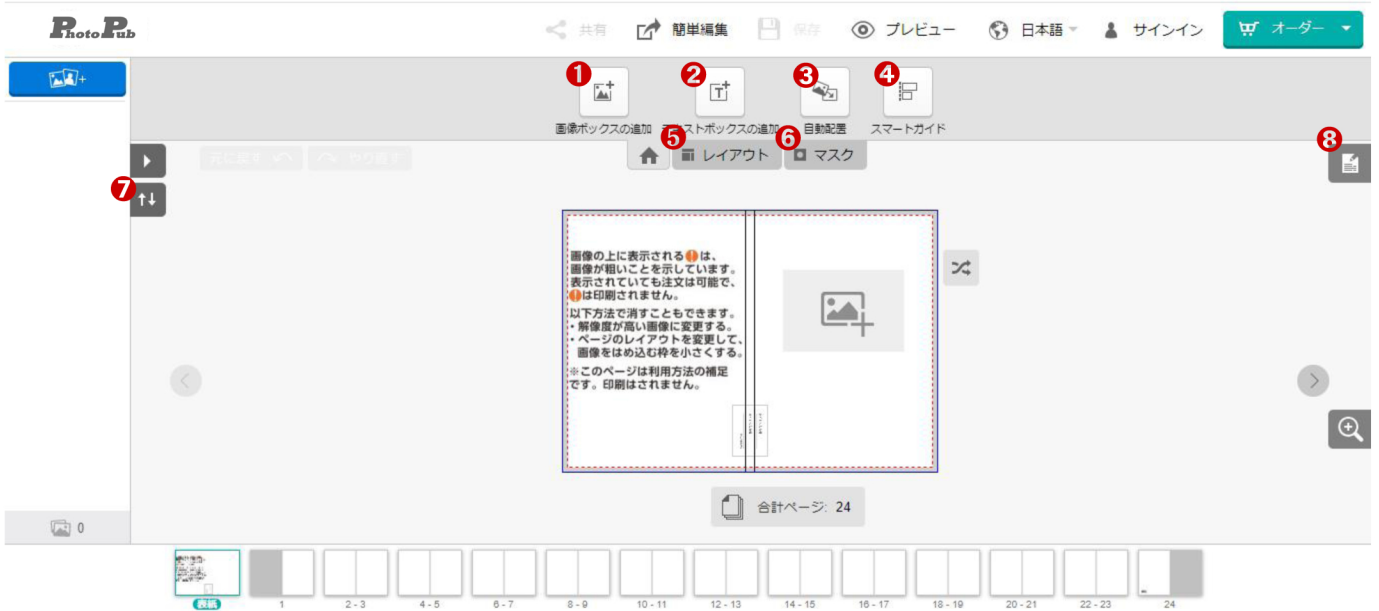 PhotoPub
共有
簡単編集
保存
プレビュー
日本語
サインイン
オーダー
1
2
3
4
画像ボックスの追加
テキストボックスの追加
自動配置
スマートガイド
5
6
レイアウト
マスク
7
8
元に戻す
やり直す
画像の上に表示される!は、
画像が粗いことを示しています。
表示されていても注文は可能で、
!は印刷されません。
以下方法で消すこともできます。
・解像度が高い画像に変更する。
・ページのレイアウトを変更して、
画像をはめ込む枠を小さくする。
※このページは利用方法の補足
です。印刷はされません。
合計ページ: 24
0
表紙
1
2 - 3
4 - 5
6 - 7
8 - 9
10 - 11
12 - 13
14 - 15
16 - 17
18 - 19
20 - 21
22 - 23
24